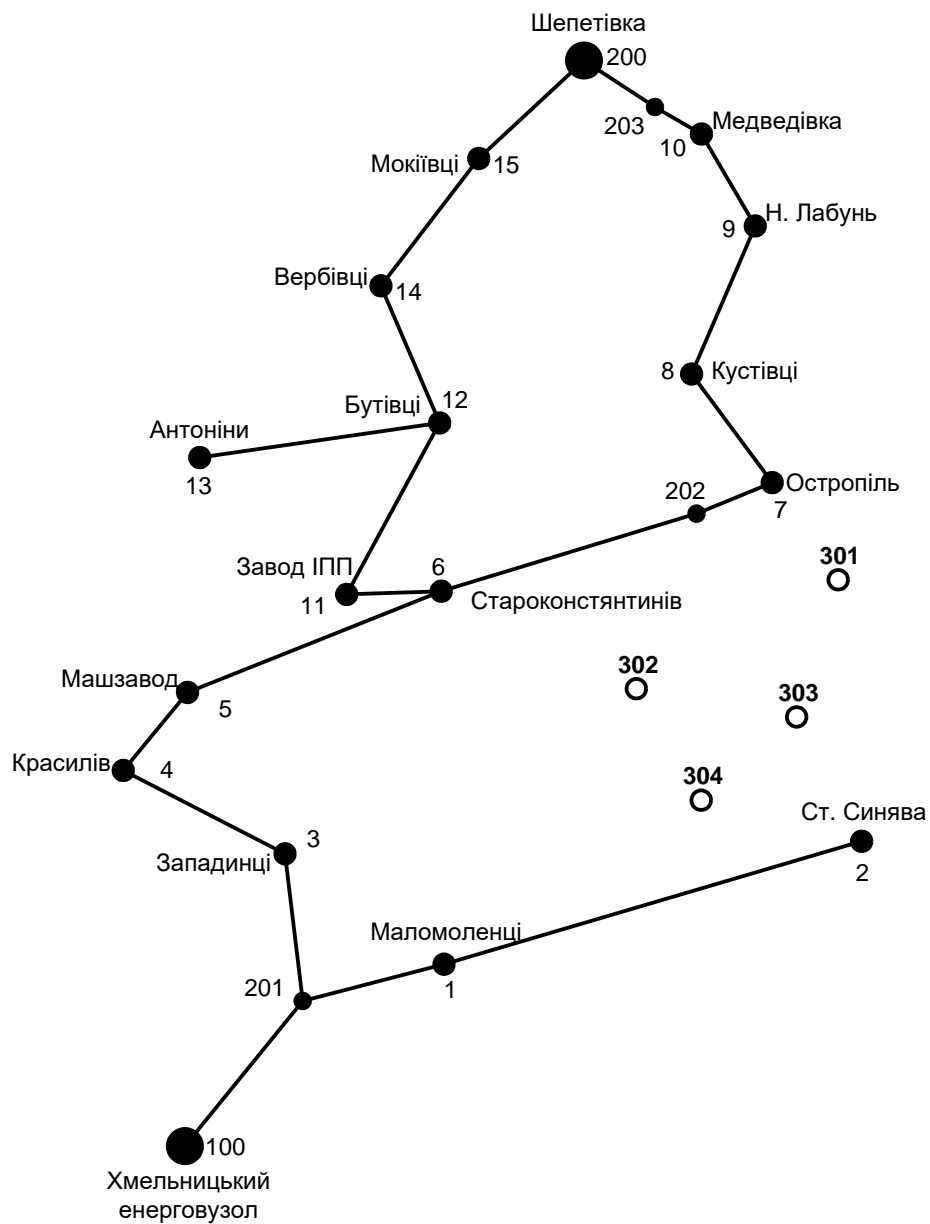 Шепетівка
200
203
Медведівка
10
Мокіївці
15
Н. Лабунь
9
Вербівці
14
8
Кустівці
12
Бутівці
Антоніни
13
202
Остропіль
7
301
Завод ІПП
6
11
Староконстянтинів
302
Машзавод
5
303
Красилів
4
304
Ст. Синява
3
Западинці
2
Маломоленці
201
1
100
Хмельницький
енерговузол